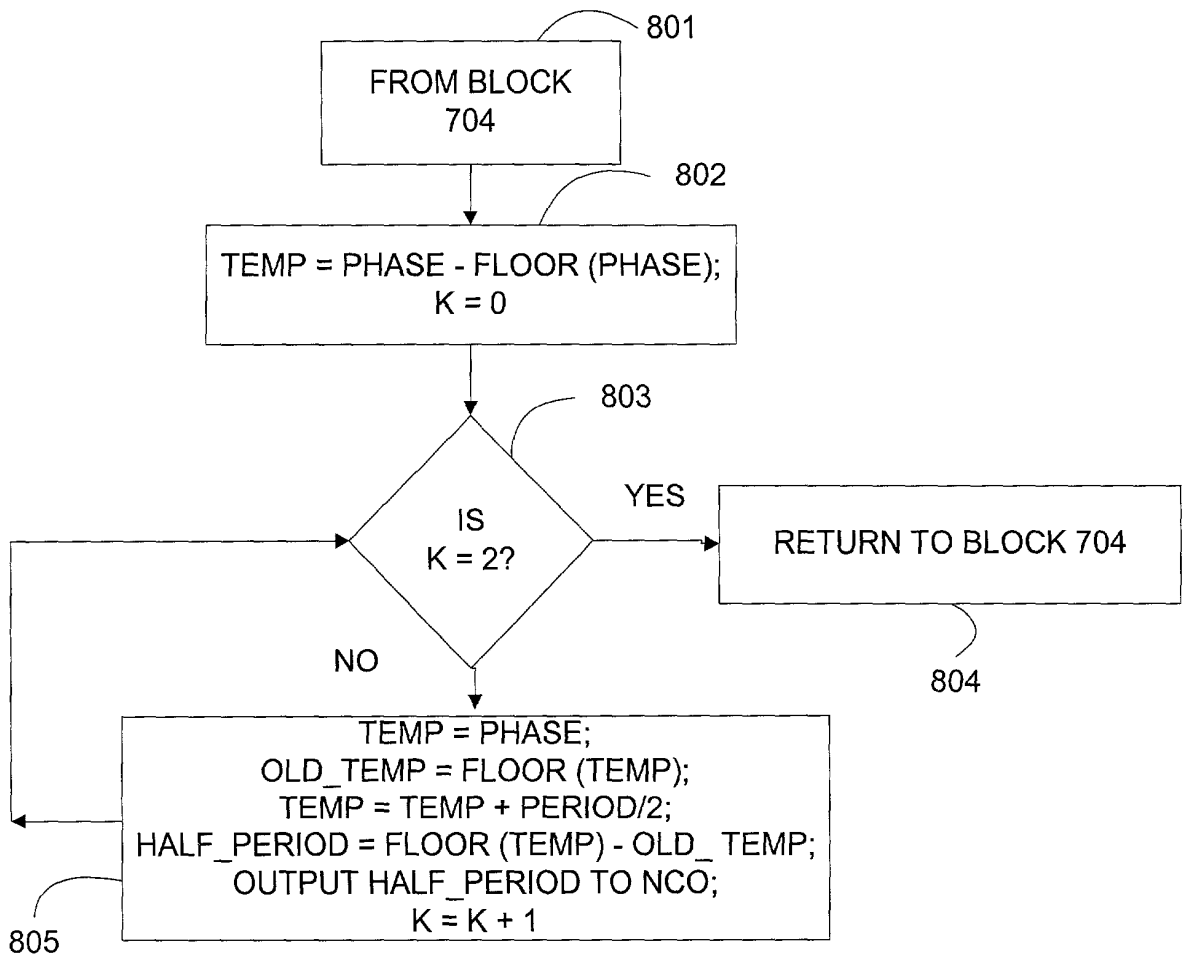 801
FROM BLOCK
704
802
TEMP = PHASE - FLOOR (PHASE);
K = 0
803
IS
K = 2?
YES
RETURN TO BLOCK 704
804
NO
TEMP = PHASE;
OLD_TEMP = FLOOR (TEMP);
TEMP = TEMP + PERIOD/2;
HALF_PERIOD = FLOOR (TEMP) - OLD_ TEMP;
OUTPUT HALF_PERIOD TO NCO;
K = K + 1
805